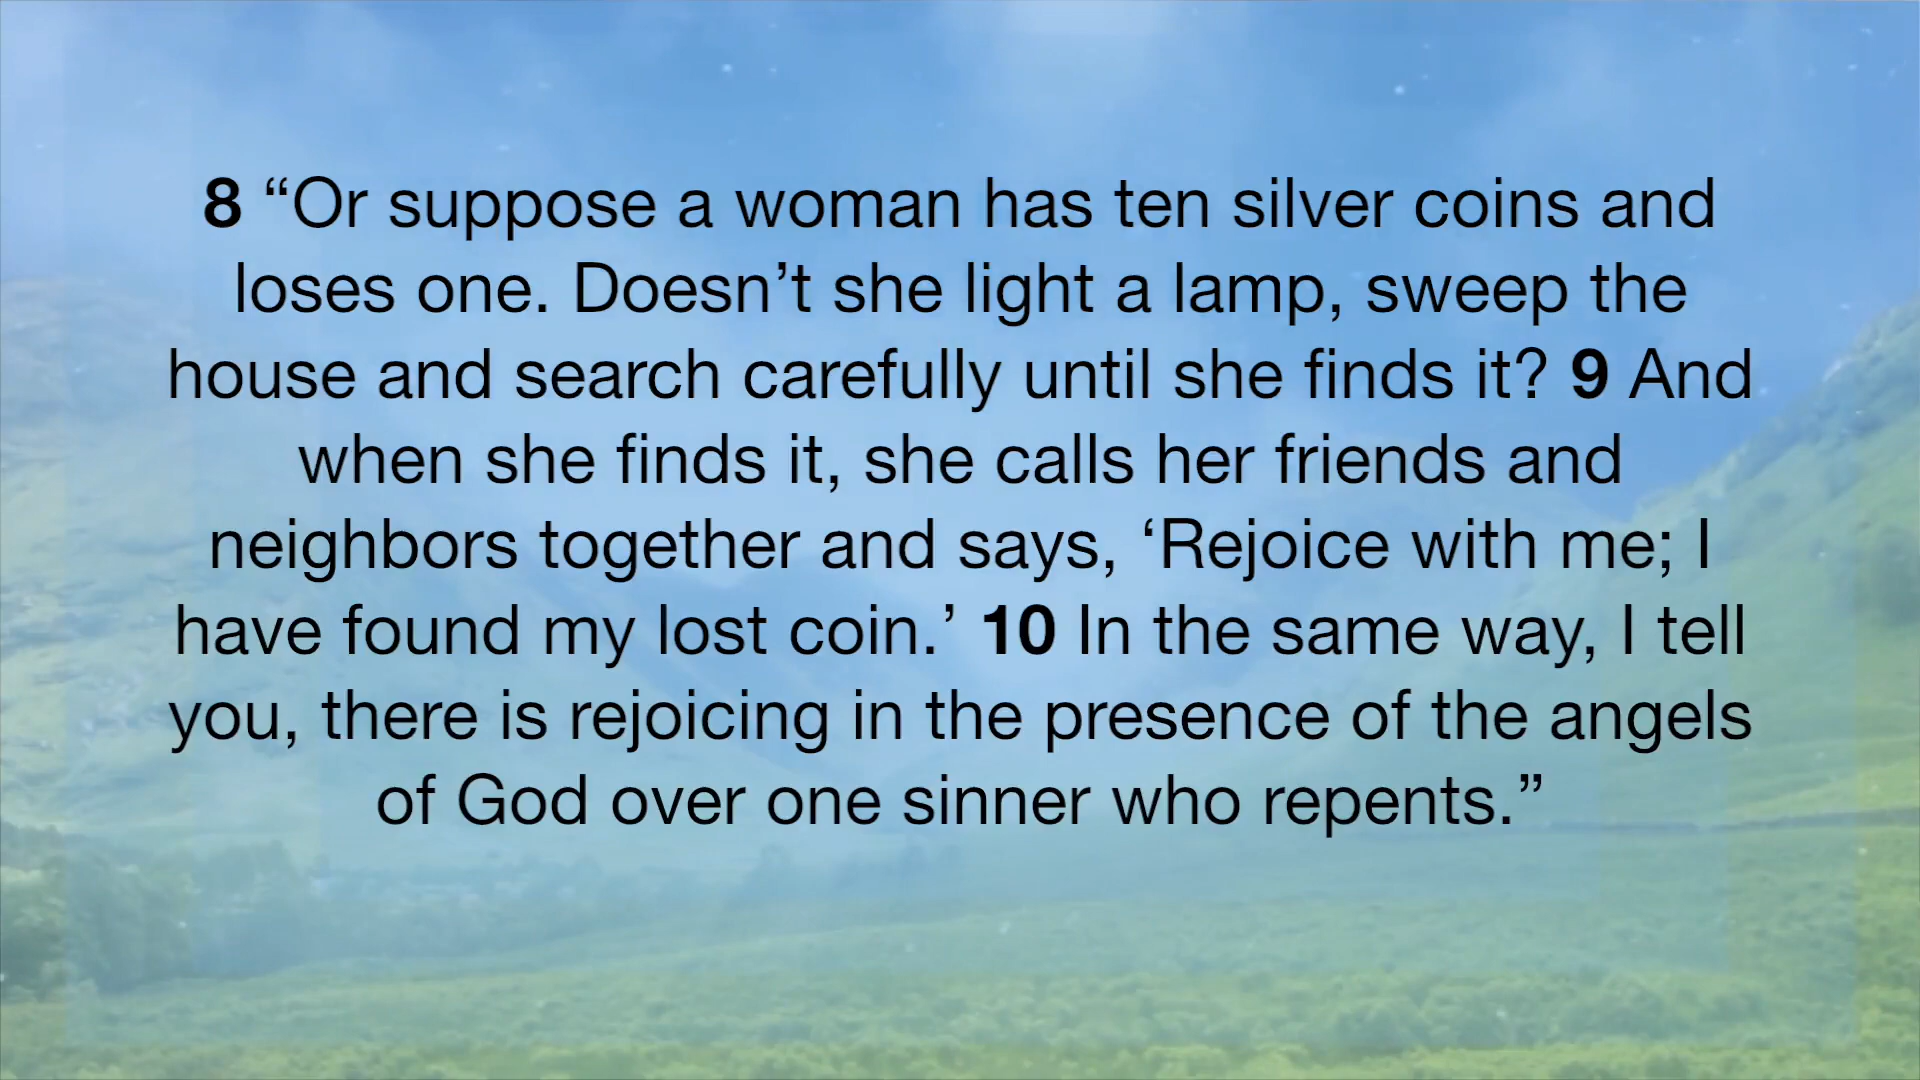 8 “Or suppose a woman has ten silver coins and
loses one. Doesn’t she light a lamp, sweep the
house and search carefully until she finds it? 9 And
when she finds it, she calls her friends and
neighbors together and says, ‘Rejoice with me; I
have found my lost coin.’ 10 In the same way, I tell
you, there is rejoicing in the presence of the angels
of God over one sinner who repents.”